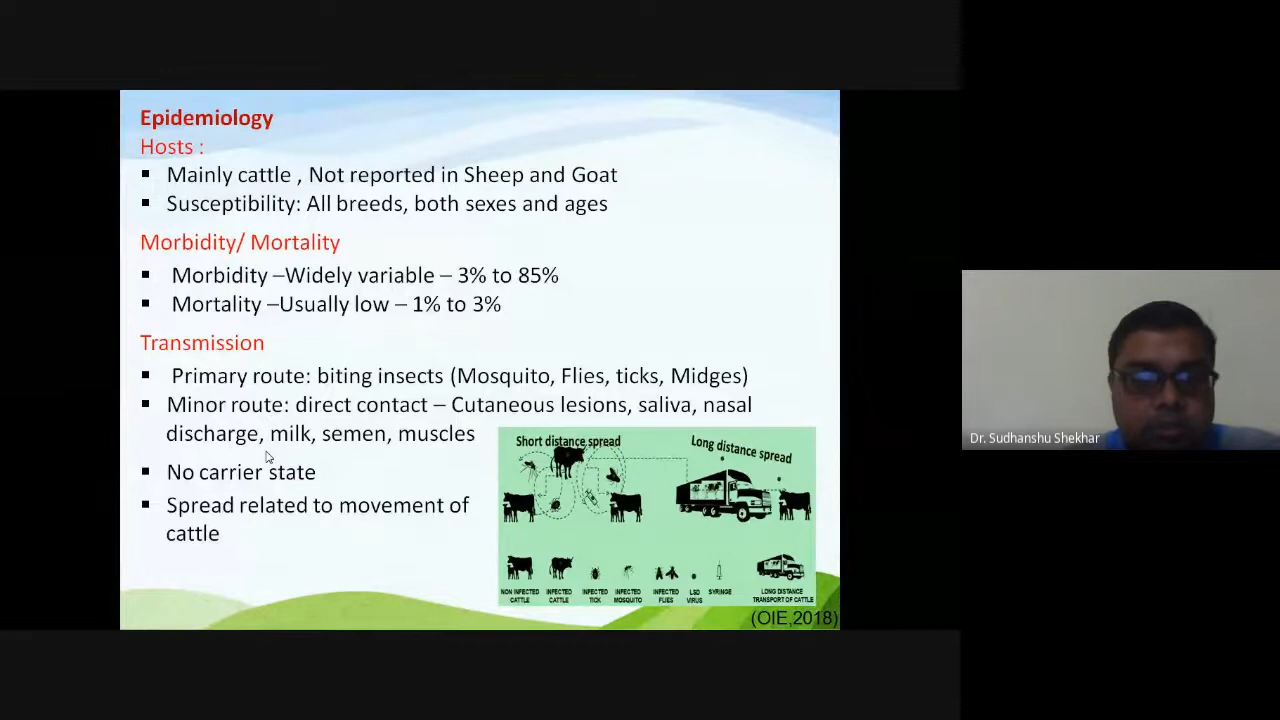 Epidemiology
Hosts :
▪ Mainly cattle , Not reported in Sheep and Goat
▪ Susceptibility: All breeds, both sexes and ages
Morbidity/ Mortality
▪ Morbidity –Widely variable – 3% to 85%
▪ Mortality –Usually low – 1% to 3%
Transmission
▪ Primary route: biting insects (Mosquito, Flies, ticks, Midges)
▪ Minor route: direct contact – Cutaneous lesions, saliva, nasal
discharge, milk, semen, muscles
▪ No carrier state
▪ Spread related to movement of
cattle
Short distance spread
Long distance spread
NON INFECTED
CATTLE
INFECTED
CATTLE
INFECTED
TICK
INFECTED
MOSQUITO
INFECTED
FLIES
LSD
VIRUS
SYRINGE
LONG DISTANCE
TRANSPORT OF CATTLE
(OIE,2018)
Dr. Sudhanshu Shekhar